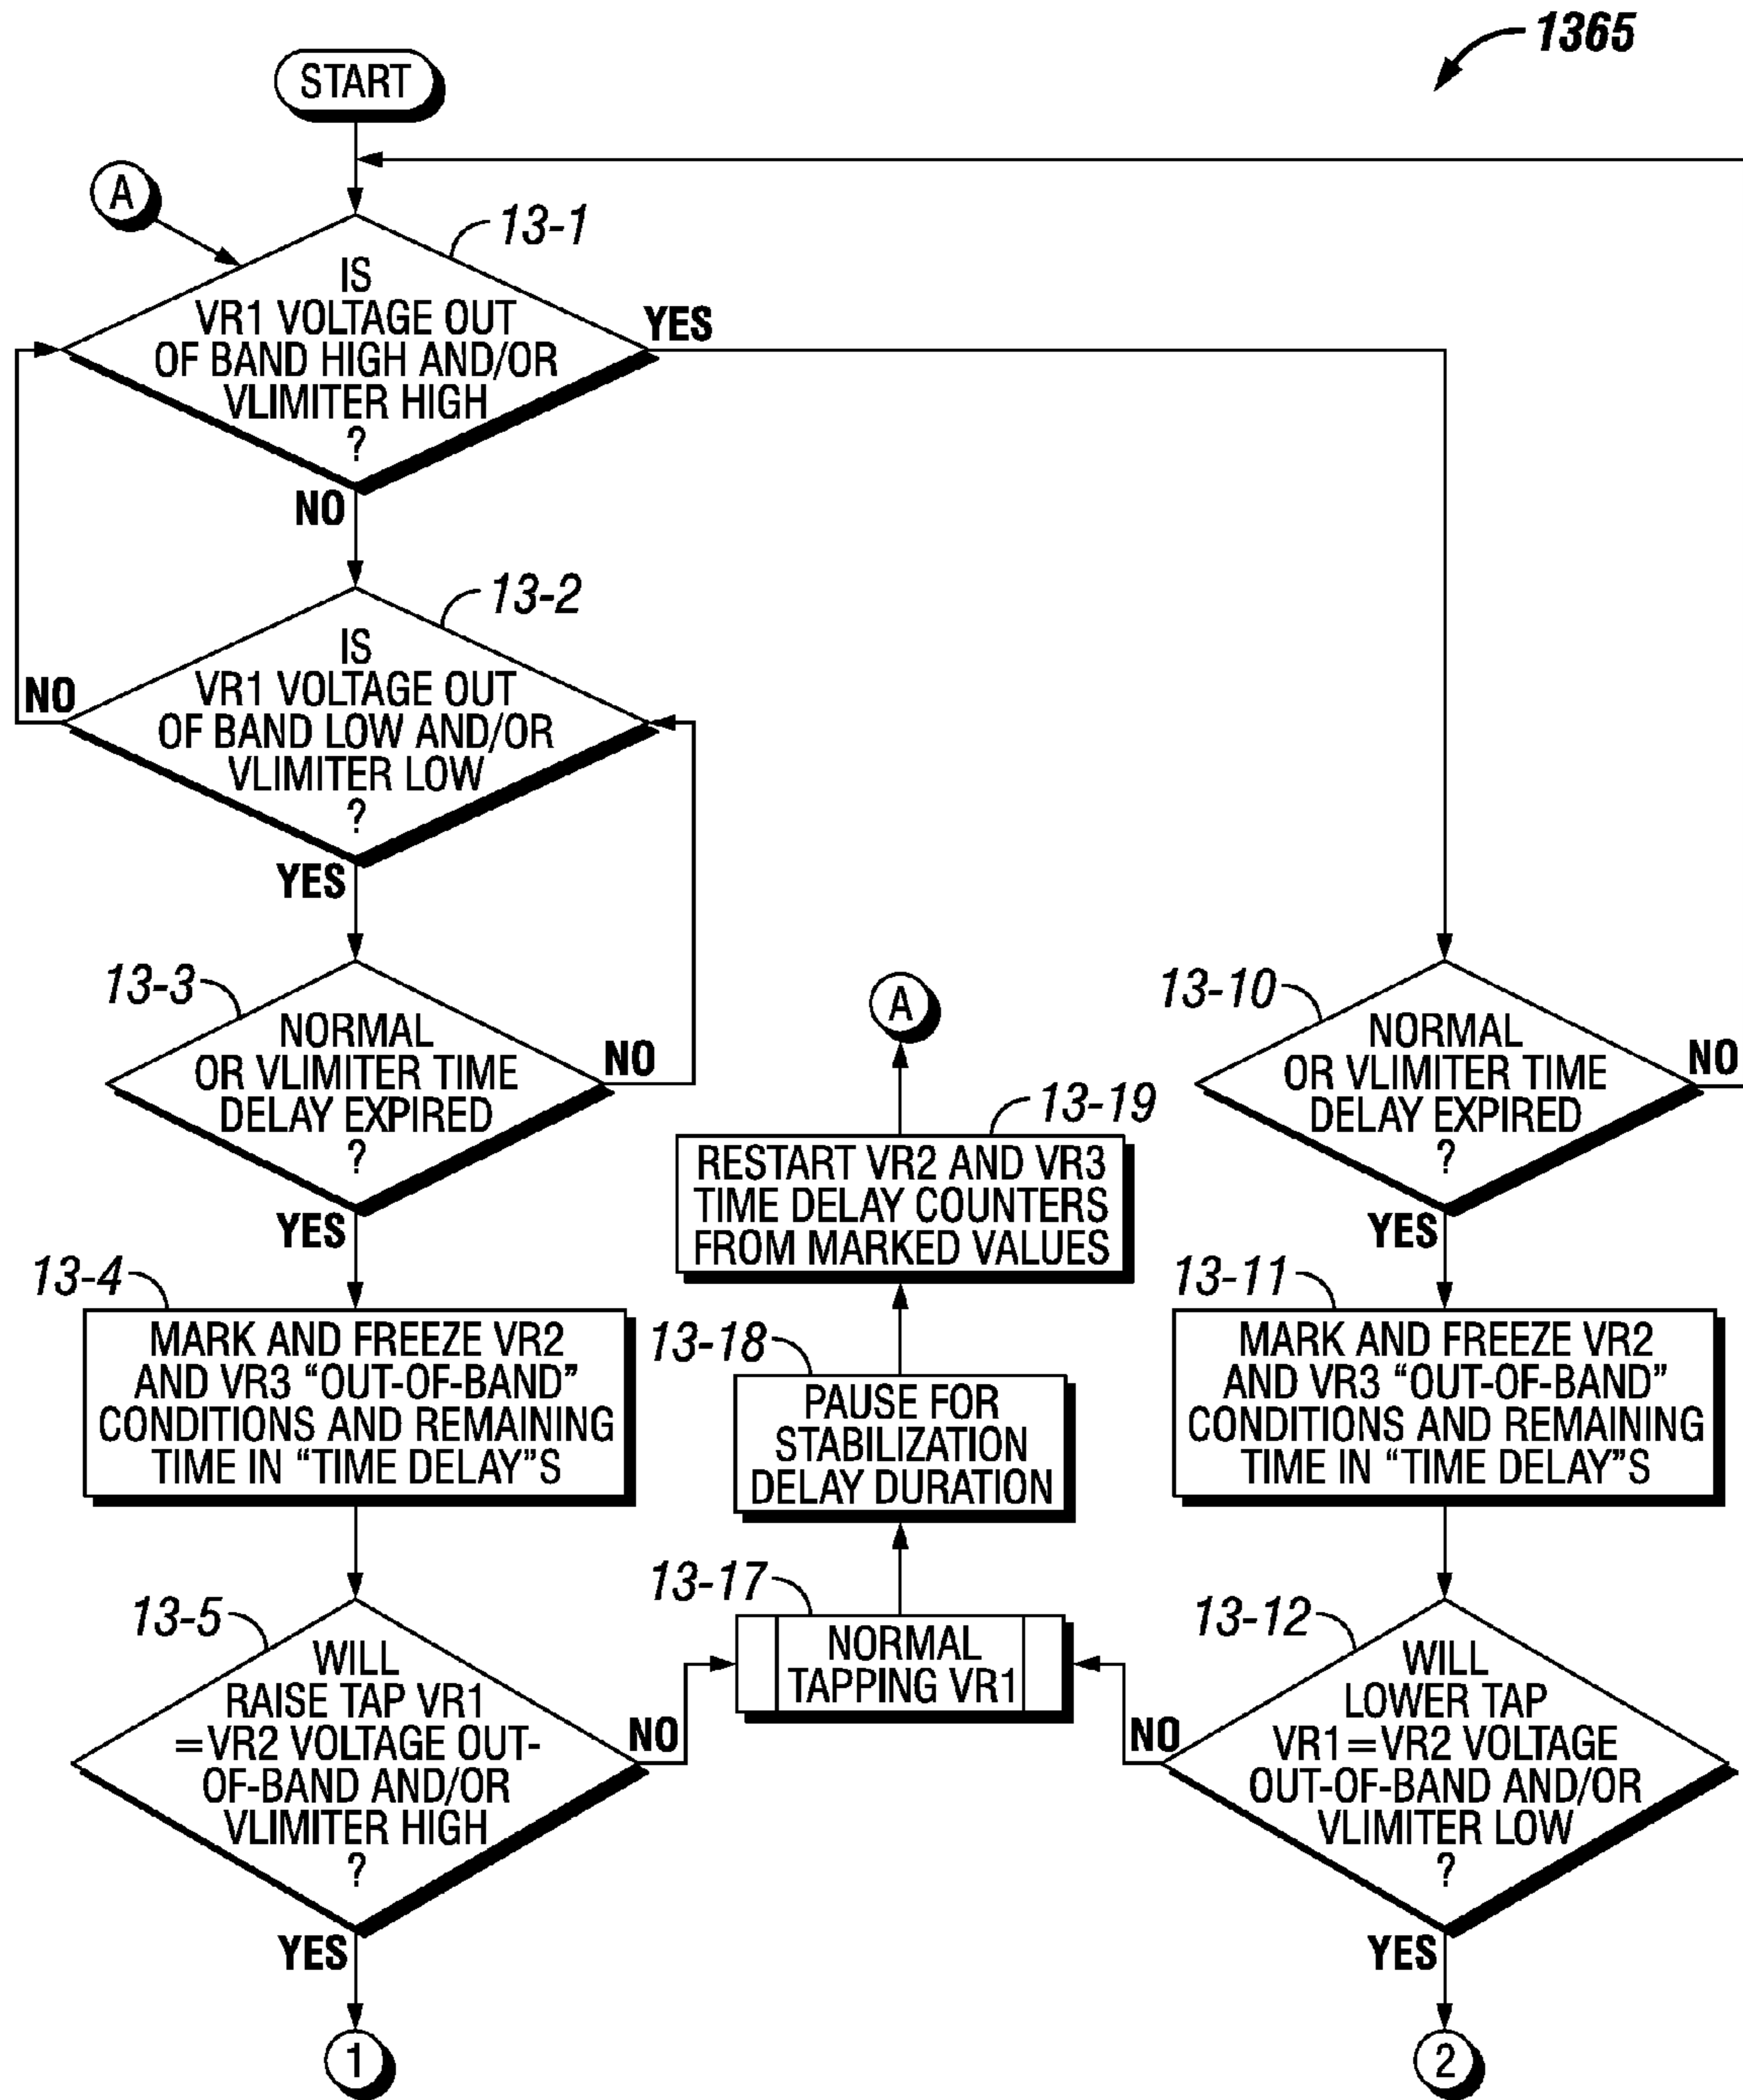 1365
START
A
13-1
IS
VR1 VOLTAGE OUT
OF BAND HIGH AND/OR
VLIMITER HIGH
?
YES
NO
13-2
IS
VR1 VOLTAGE OUT
OF BAND LOW AND/OR
VLIMITER LOW
?
NO
YES
13-3
NORMAL
OR VLIMITER TIME
DELAY EXPIRED
?
NO
YES
13-4
MARK AND FREEZE VR2
AND VR3 “OUT-OF-BAND”
CONDITIONS AND REMAINING
TIME IN “TIME DELAY”S
13-5
WILL
RAISE TAP VR1
=VR2 VOLTAGE OUT-
OF-BAND AND/OR
VLIMITER HIGH
?
NO
YES
1
A
13-19
RESTART VR2 AND VR3
TIME DELAY COUNTERS
FROM MARKED VALUES
13-18
PAUSE FOR
STABILIZATION
DELAY DURATION
13-17
NORMAL
TAPPING VR1
13-10
NORMAL
OR VLIMITER TIME
DELAY EXPIRED
?
NO
YES
13-11
MARK AND FREEZE VR2
AND VR3 “OUT-OF-BAND”
CONDITIONS AND REMAINING
TIME IN “TIME DELAY”S
13-12
WILL
LOWER TAP
VR1=VR2 VOLTAGE
OUT-OF-BAND AND/OR
VLIMITER LOW
?
NO
YES
2